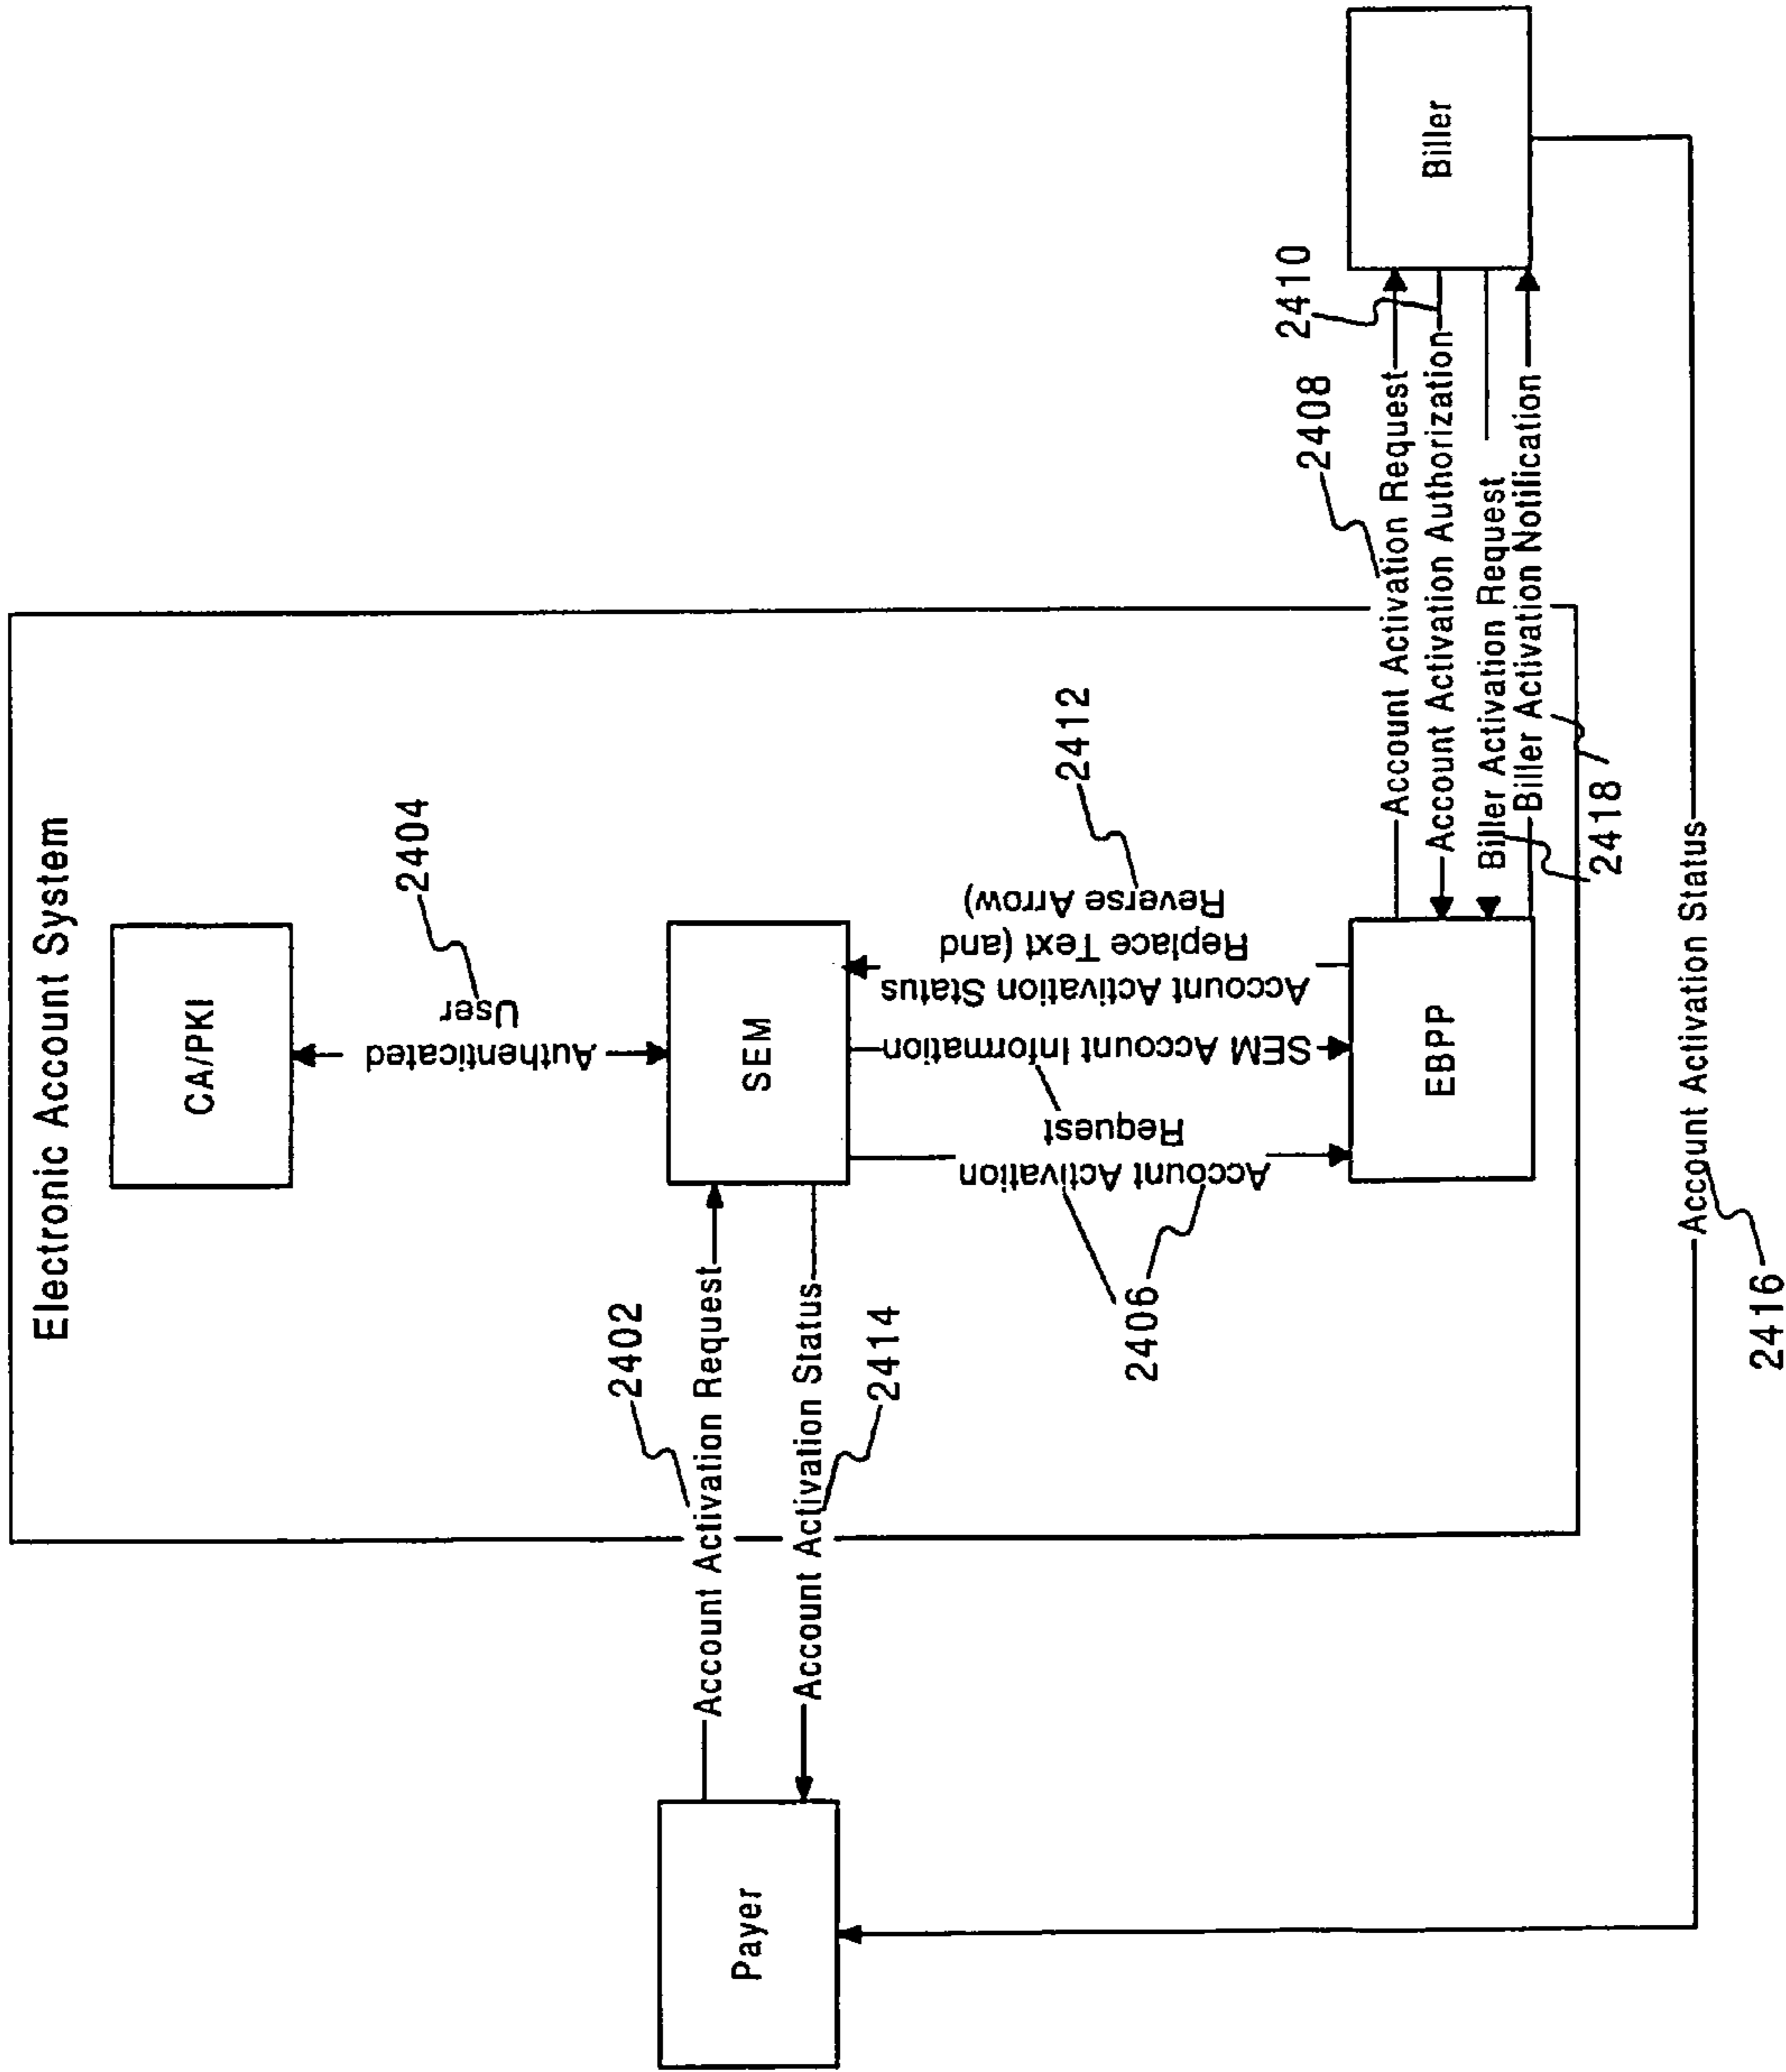 Electronic Account System
CA/PKI
2404
Authenticated
User
2402
Account Activation Request
Payer
SEM
Account Activation Status
2414
Account Activation
Request
SEM Account Information
Account Activation Status
Replace Text (and
Reverse Arrow)
2412
2406
2408
2410
Account Activation Request
EBPP
Account Activation Authorization
Biller
Biller Activation Request
Biller Activation Notification
2418
Account Activation Status
2416